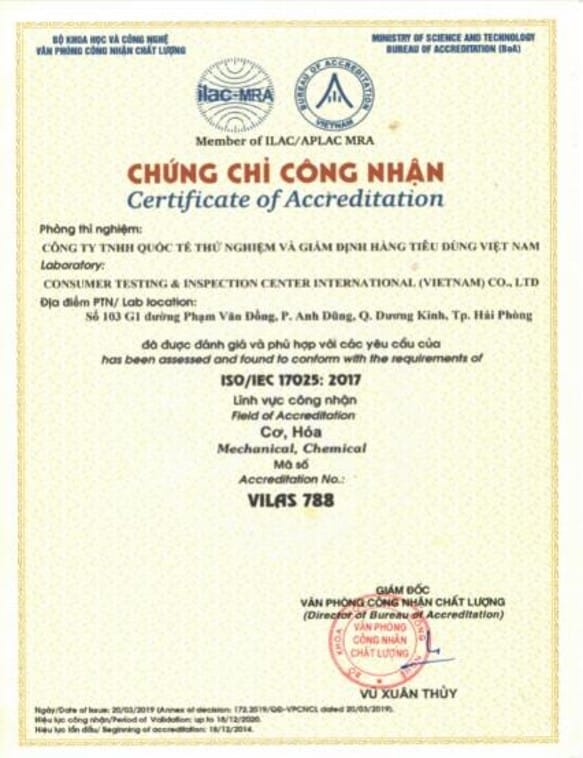 BỘ KHOA HỌC VÀ CÔNG NGHỆ
VĂN PHÒNG CÔNG NHẬN CHẤT LƯỢNG
MINISTRY OF SCIENCE AND TECHNOLOGY
BUREAU OF ACCREDITATION (BoA)
ilac-MRA
BUREAU OF ACCREDITATION
VIETNAM
Member of ILAC/APLAC MRA
CHỨNG CHỈ CÔNG NHẬN
Certificate of Accreditation
Phòng thí nghiệm:
CÔNG TY TNHH QUỐC TẾ THỬ NGHIỆM VÀ GIÁM ĐỊNH HÀNG TIÊU DÙNG VIỆT NAM
Laboratory:
CONSUMER TESTING & INSPECTION CENTER INTERNATIONAL (VIETNAM) CO., LTD
Địa điểm PTN/ Lab location:
Số 103 G1 đường Phạm Văn Đồng, P. Anh Dũng, Q. Dương Kinh, Tp. Hải Phòng
đã được đánh giá và phù hợp với các yêu cầu của
has been assessed and found to conform with the requirements of
ISO/IEC 17025: 2017
Lĩnh vực công nhận
Field of Accreditation
Cơ, Hóa
Mechanical, Chemical
Mã số
Accreditation No.:
VILAS 788
GIÁM ĐỐC
VĂN PHÒNG CÔNG NHẬN CHẤT LƯỢNG
(Director of Bureau of Accreditation)
VĂN PHÒNG
CÔNG NHẬN
CHẤT LƯỢNG
VŨ XUÂN THỦY
Ngày/Date of Issue: 20/03/2019 (Annex of decision: 172.2019/QĐ-VPCNCL dated 20/03/2019).
Hiệu lực công nhận/Period of Validation: up to 18/12/2020.
Hiệu lực lần đầu/ Beginning of accreditation: 18/12/2014.